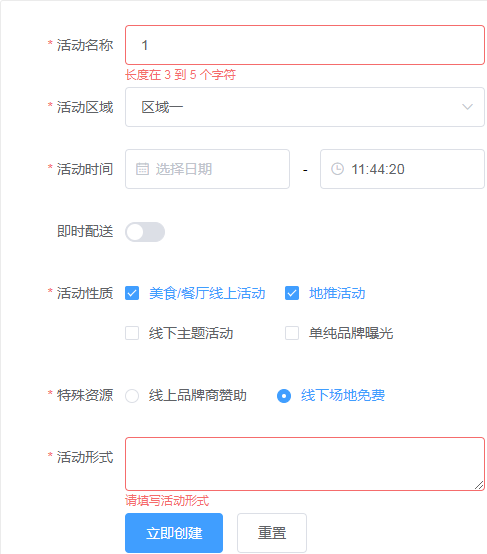 * 活动名称 1
长度在 3 到 5 个字符
* 活动区域 区域一
* 活动时间 选择日期 - 11:44:20
即时配送
* 活动性质 美食/餐厅线上活动 地推活动
线下主题活动 单纯品牌曝光
* 特殊资源 线上品牌商赞助 线下场地免费
* 活动形式
请填写活动形式
立即创建 重置